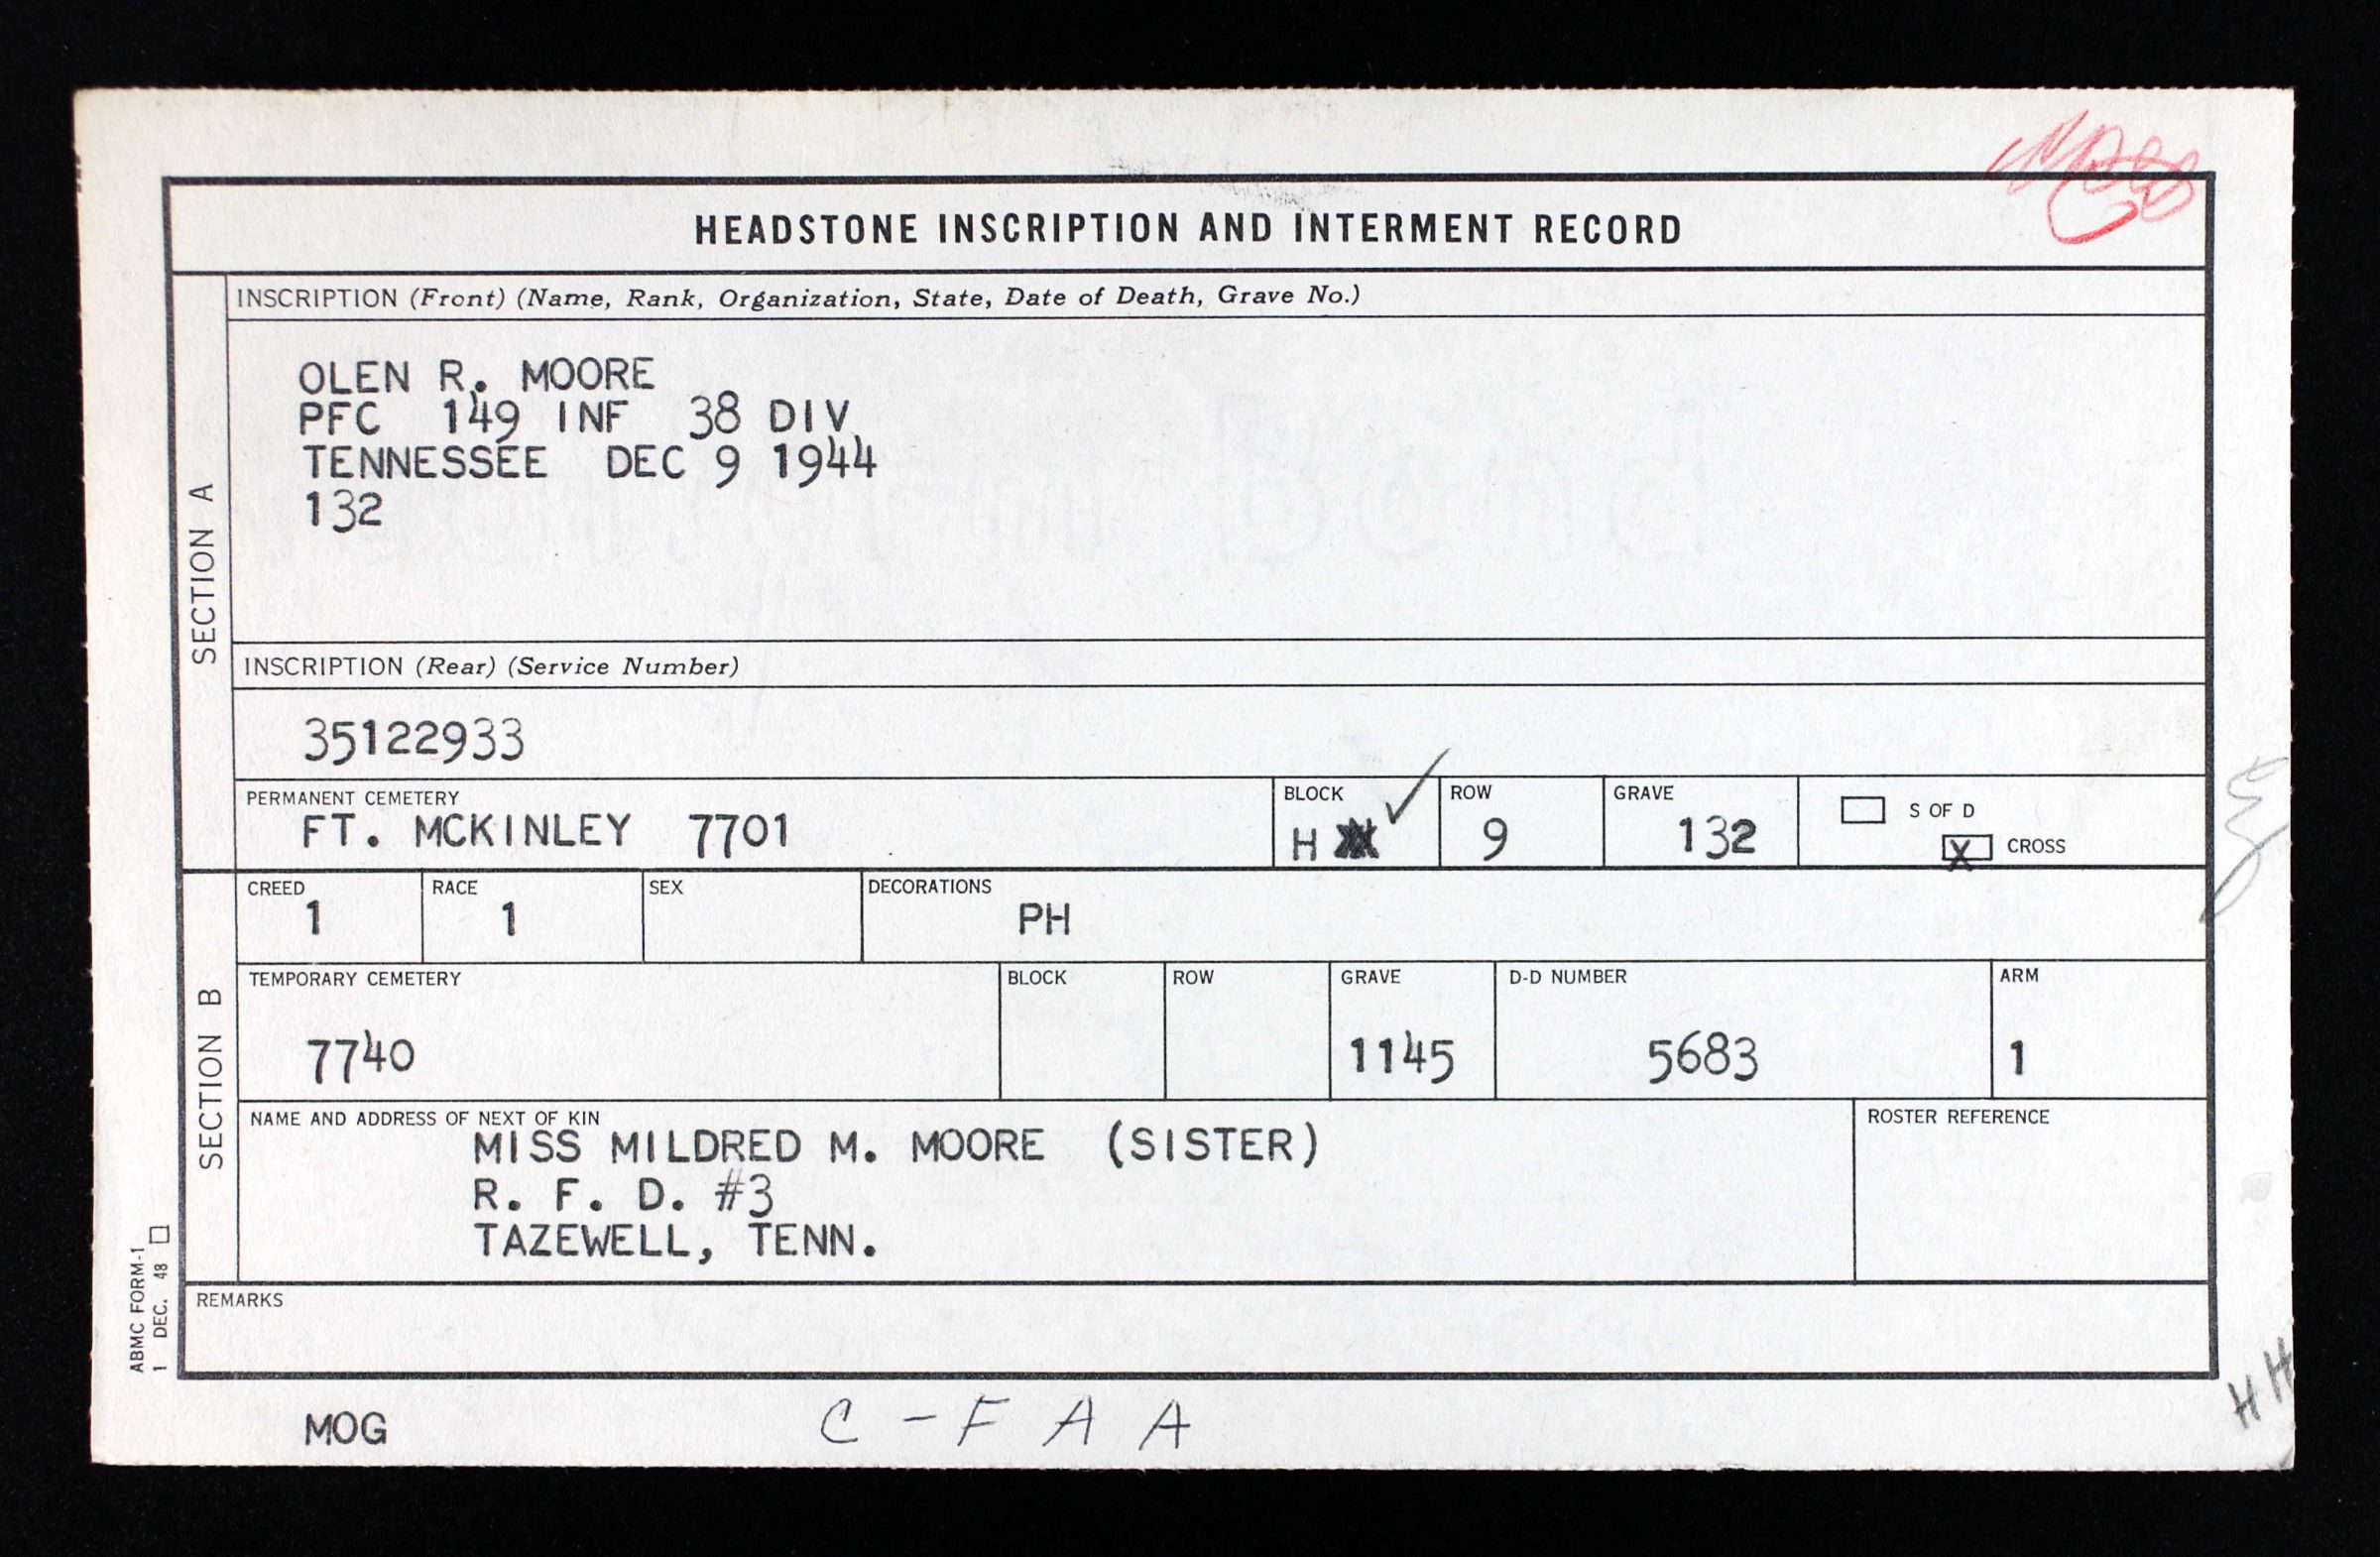 HEADSTONE INSCRIPTION AND INTERMENT RECORD
SECTION A
INSCRIPTION (Front) (Name, Rank, Organization, State, Date of Death, Grave No.)
OLEN R. MOORE
PFC 149 INF 38 DIV
TENNESSEE DEC 9 1944
132
INSCRIPTION (Rear) (Service Number)
35122933
PERMANENT CEMETERY
FT. MCKINLEY 7701
BLOCK
H
ROW
9
GRAVE
132
S OF D
X CROSS
SECTION B
CREED
1
RACE
1
SEX
DECORATIONS
PH
TEMPORARY CEMETERY
7740
BLOCK
ROW
GRAVE
1145
D-D NUMBER
5683
ARM
1
NAME AND ADDRESS OF NEXT OF KIN
MISS MILDRED M. MOORE (SISTER)
R. F. D. #3
TAZEWELL, TENN.
ROSTER REFERENCE
REMARKS
ABMC FORM-1
1 DEC. 48
MOG
C - F A A
H H